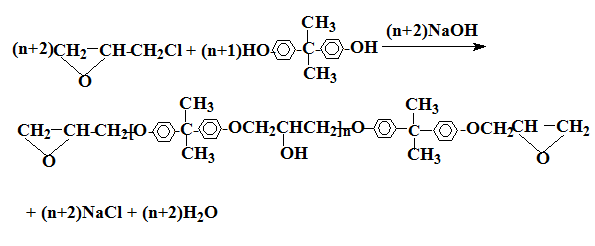 CH₃
(n+2)CH₂—CH-CH₂Cl + (n+1)HO C OH (n+2)NaOH
O
CH₃
CH₃ CH₃
CH₂—CH-CH₂[O C OCH₂CHCH₂]nO C OCH₂CH CH₂
O CH₃ OH CH₃ O
+ (n+2)NaCl + (n+2)H₂O